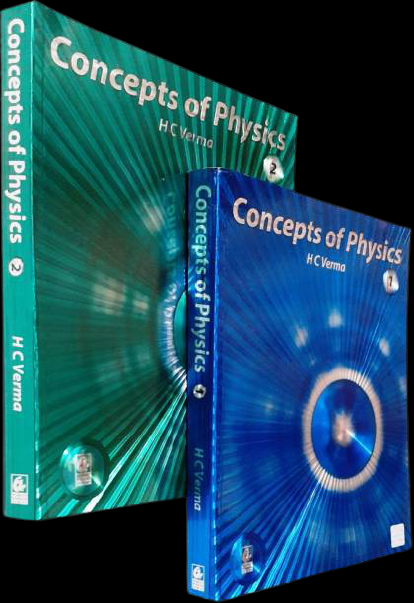 Concepts of Physics
H C Verma
2
Concepts of Physics 2
H C Verma
Concepts of Physics
H C Verma
1
Concepts of Physics 1
H C Verma